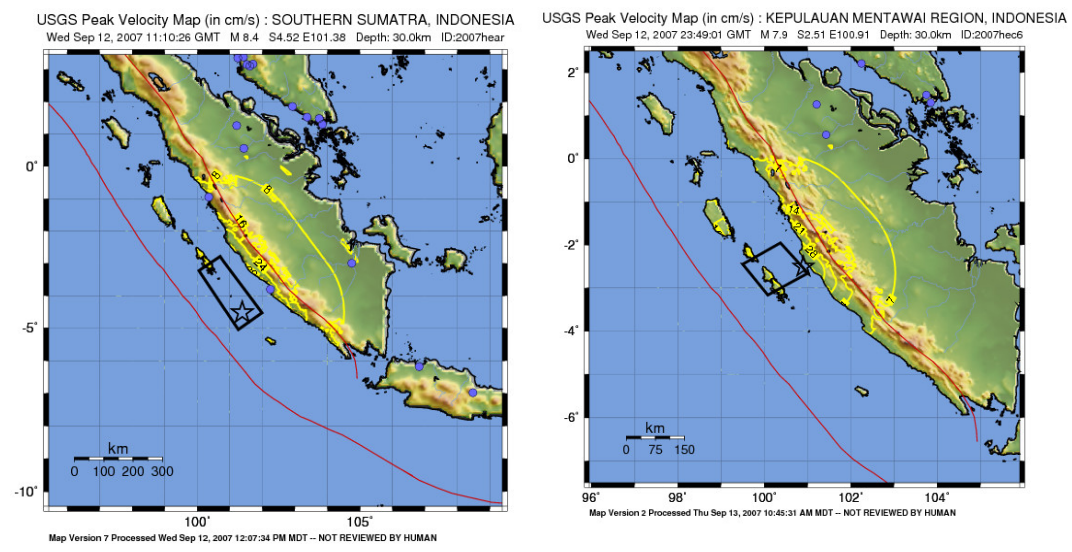 USGS Peak Velocity Map (in cm/s) : SOUTHERN SUMATRA, INDONESIA
Wed Sep 12, 2007 11:10:26 GMT M 8.4 S4.52 E101.38 Depth: 30.0km ID:2007hear
8
8
16
24
0˚
-5˚
-10˚
km
0 100 200 300
100˚ 105˚
Map Version 7 Processed Wed Sep 12, 2007 12:07:34 PM MDT -- NOT REVIEWED BY HUMAN
USGS Peak Velocity Map (in cm/s) : KEPULAUAN MENTAWAI REGION, INDONESIA
Wed Sep 12, 2007 23:49:01 GMT M 7.9 S2.51 E100.91 Depth: 30.0km ID:2007hec6
2˚
0˚
7
14
21
28
-2˚
7
-4˚
-6˚
km
0 75 150
96˚ 98˚ 100˚ 102˚ 104˚
Map Version 2 Processed Thu Sep 13, 2007 10:45:31 AM MDT -- NOT REVIEWED BY HUMAN